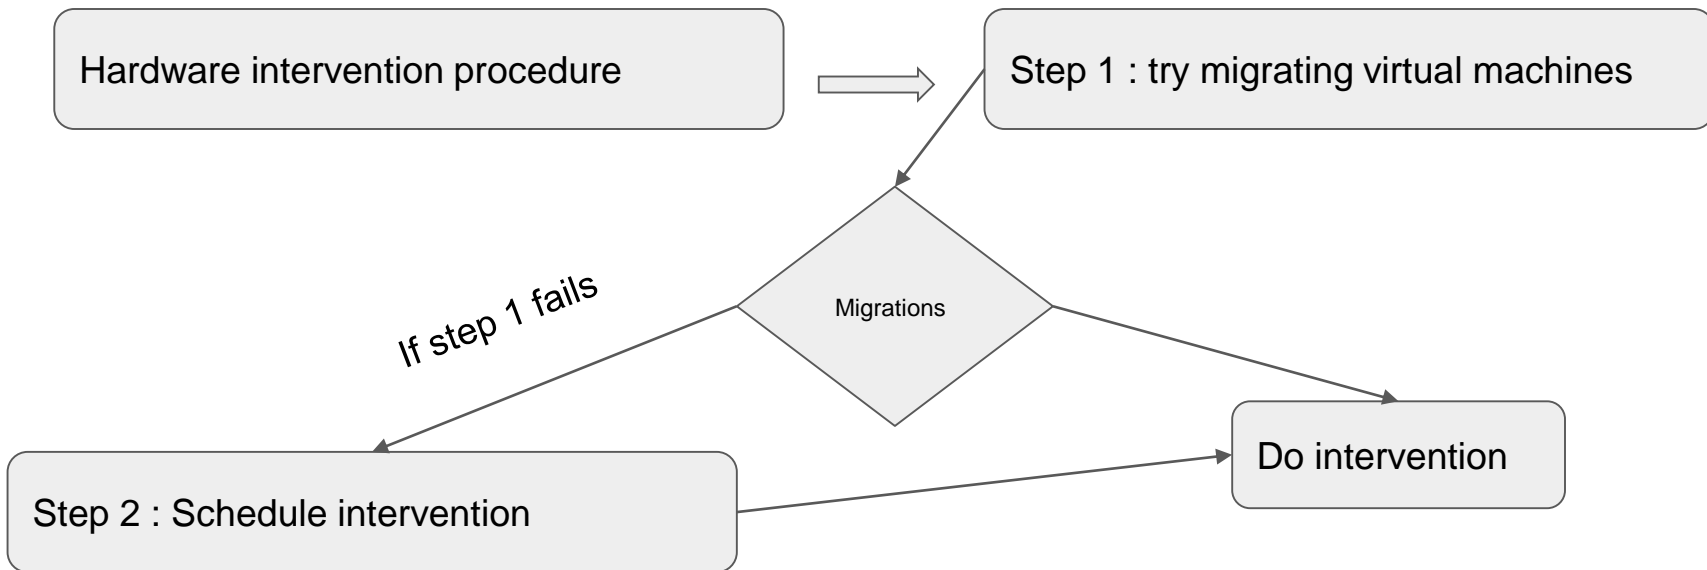 Hardware intervention procedure
Step 1 : try migrating virtual machines
If step 1 fails
Migrations
Do intervention
Step 2 : Schedule intervention